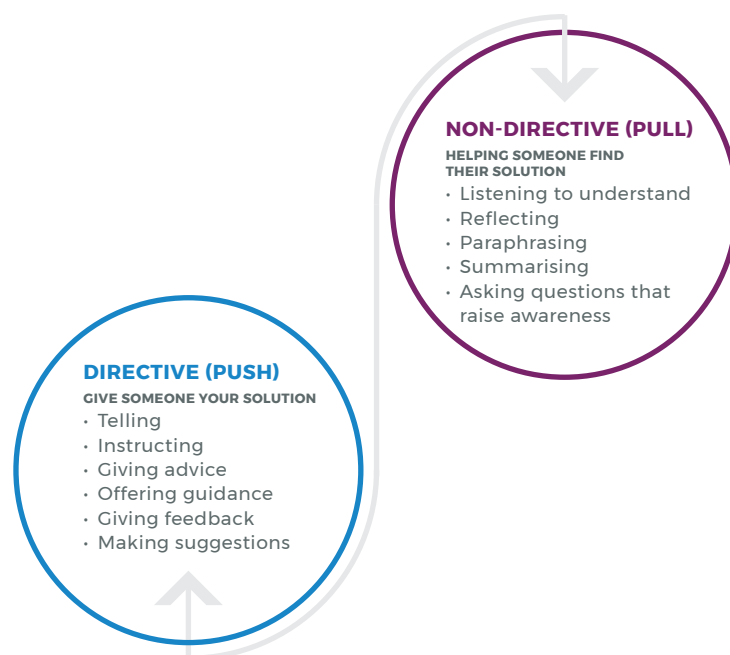 NON-DIRECTIVE (PULL)
HELPING SOMEONE FIND
THEIR SOLUTION
• Listening to understand
• Reflecting
• Paraphrasing
• Summarising
• Asking questions that
raise awareness
DIRECTIVE (PUSH)
GIVE SOMEONE YOUR SOLUTION
• Telling
• Instructing
• Giving advice
• Offering guidance
• Giving feedback
• Making suggestions